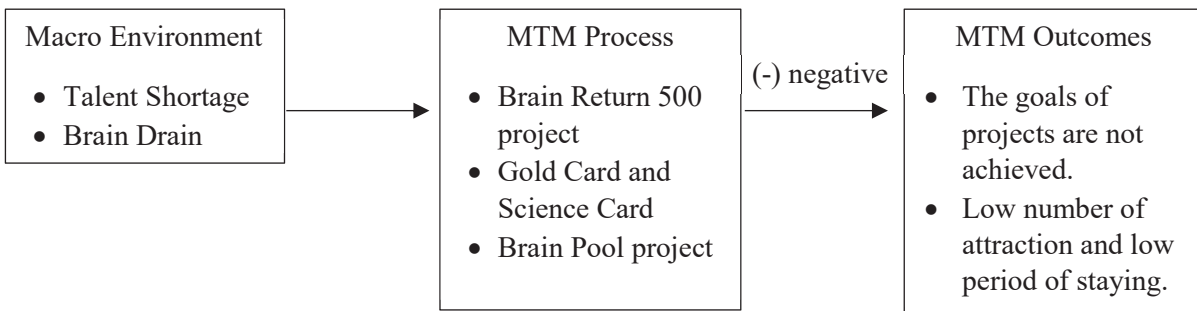 Macro Environment
• Talent Shortage
• Brain Drain
MTM Process
• Brain Return 500
project
• Gold Card and
Science Card
• Brain Pool project
(-) negative
MTM Outcomes
• The goals of
projects are not
achieved.
• Low number of
attraction and low
period of staying.